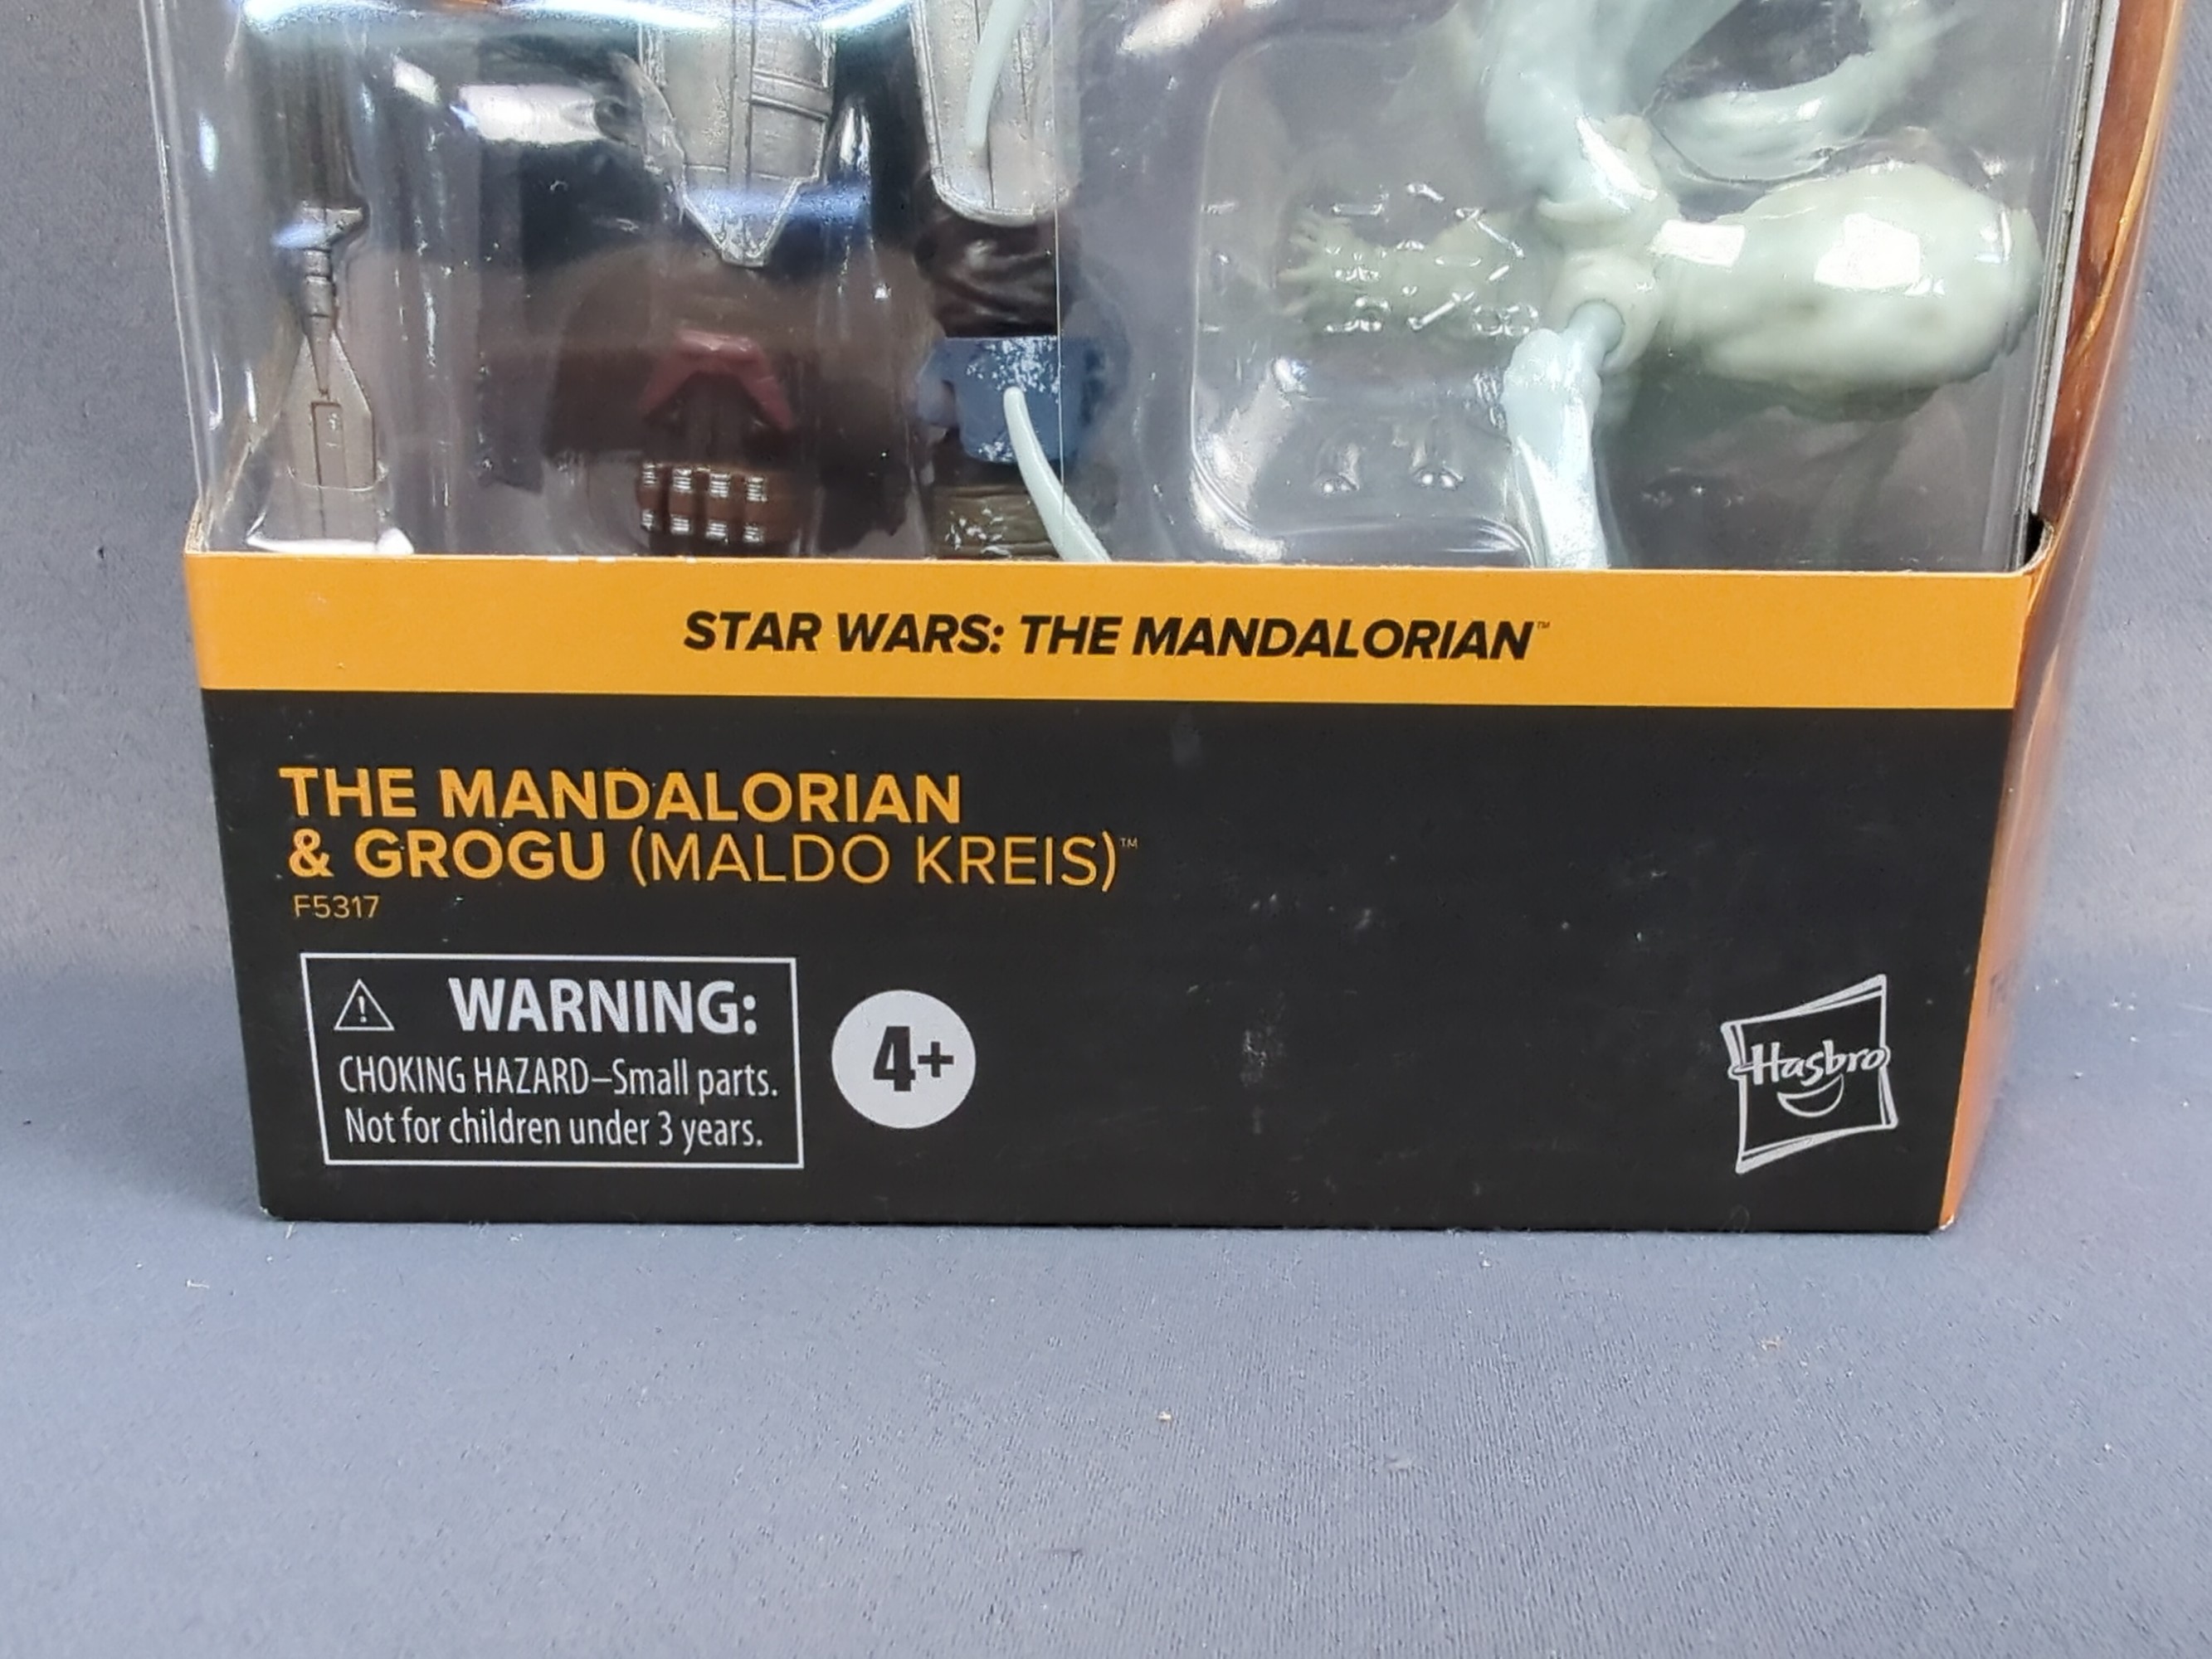 STAR WARS: THE MANDALORIAN™
THE MANDALORIAN
& GROGU (MALDO KREIS)™
F5317
WARNING:
CHOKING HAZARD–Small parts.
Not for children under 3 years.
4+
Hasbro